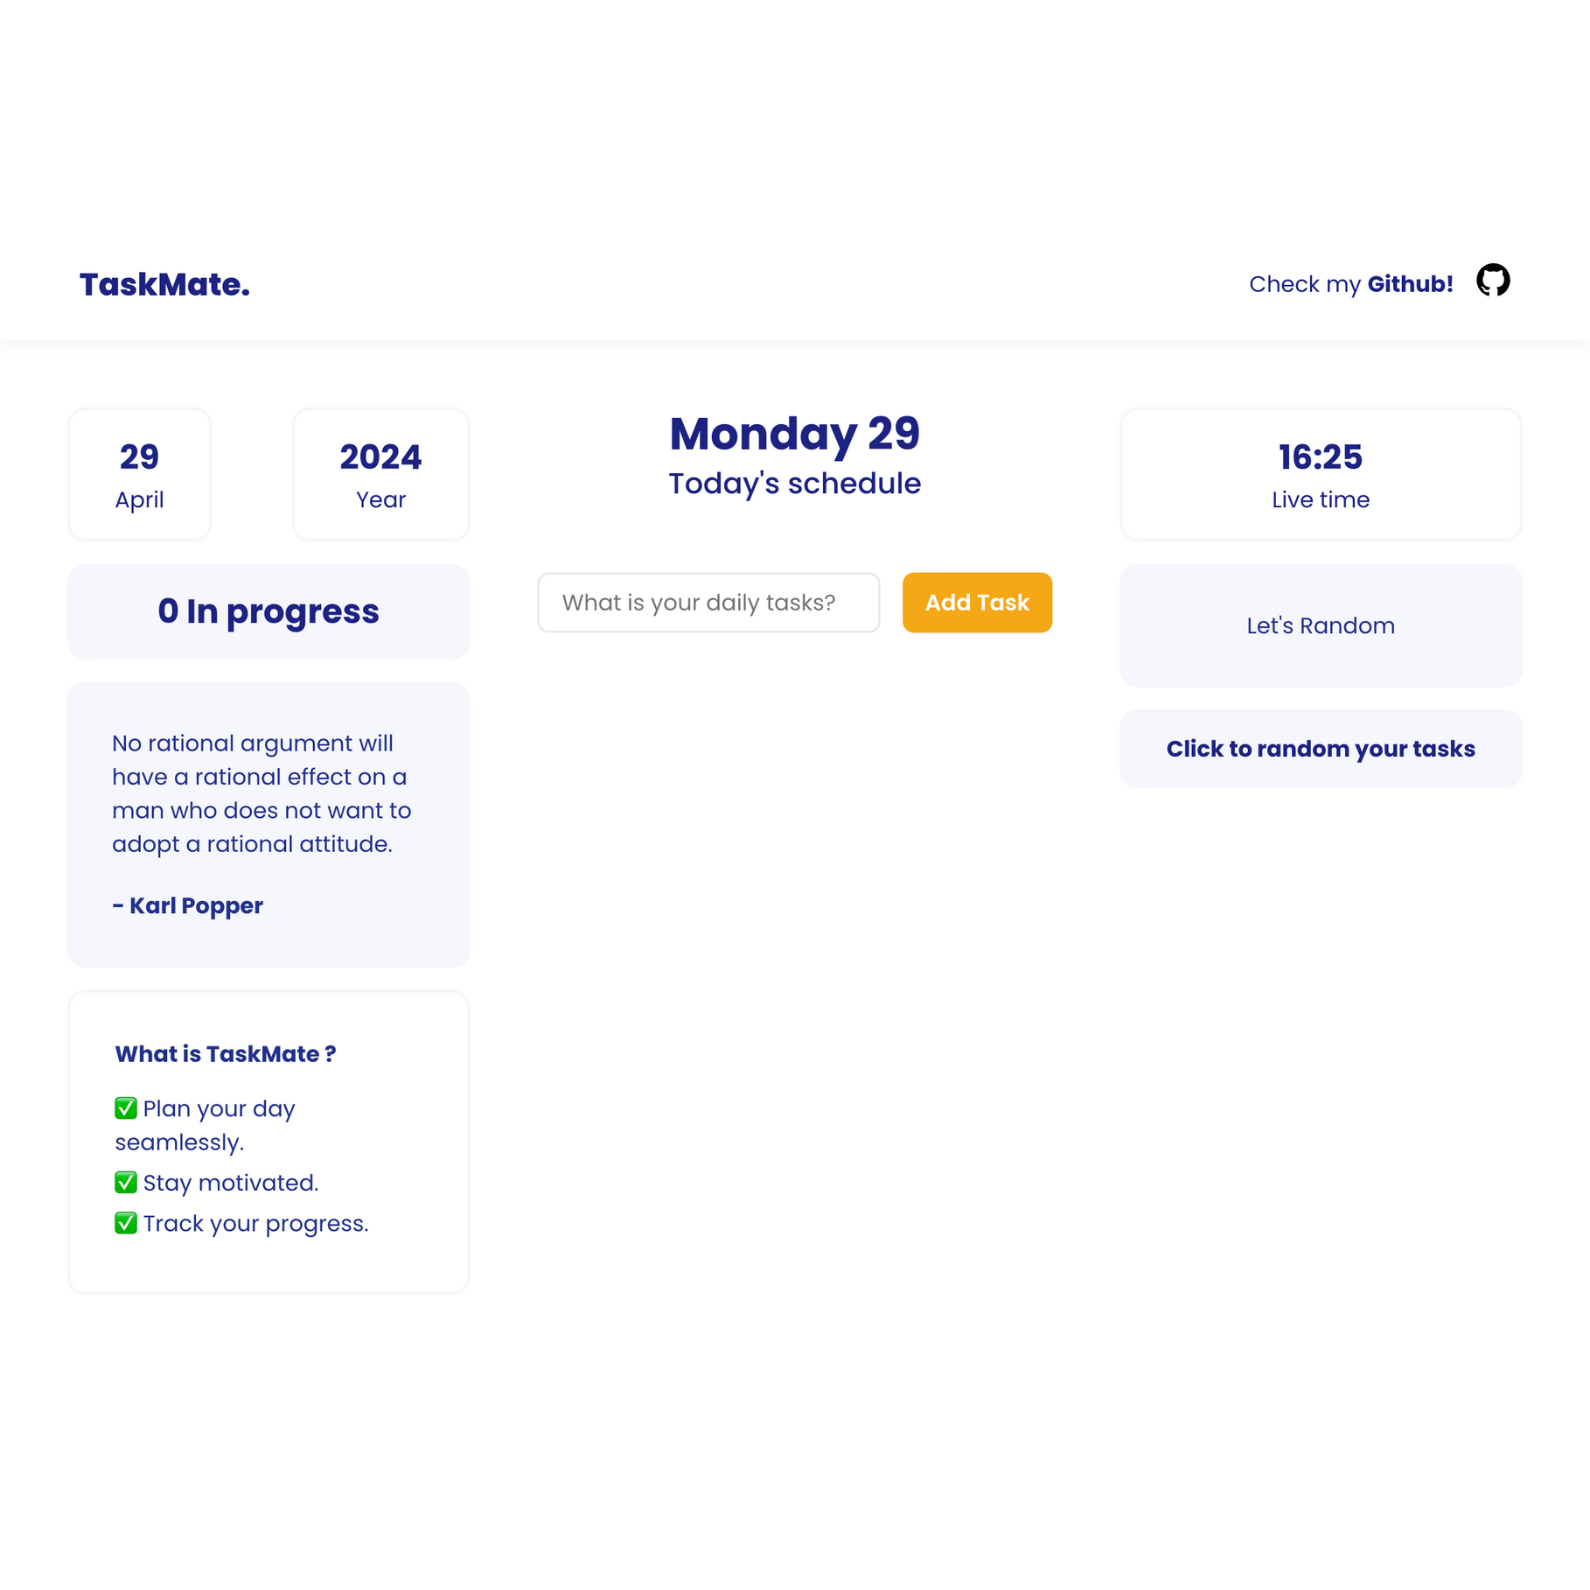 TaskMate.
Check my Github!
29
April
2024
Year
0 In progress
No rational argument will
have a rational effect on a
man who does not want to
adopt a rational attitude.
- Karl Popper
What is TaskMate ?
✅ Plan your day
seamlessly.
✅ Stay motivated.
✅ Track your progress.
Monday 29
Today's schedule
What is your daily tasks?
Add Task
16:25
Live time
Let's Random
Click to random your tasks